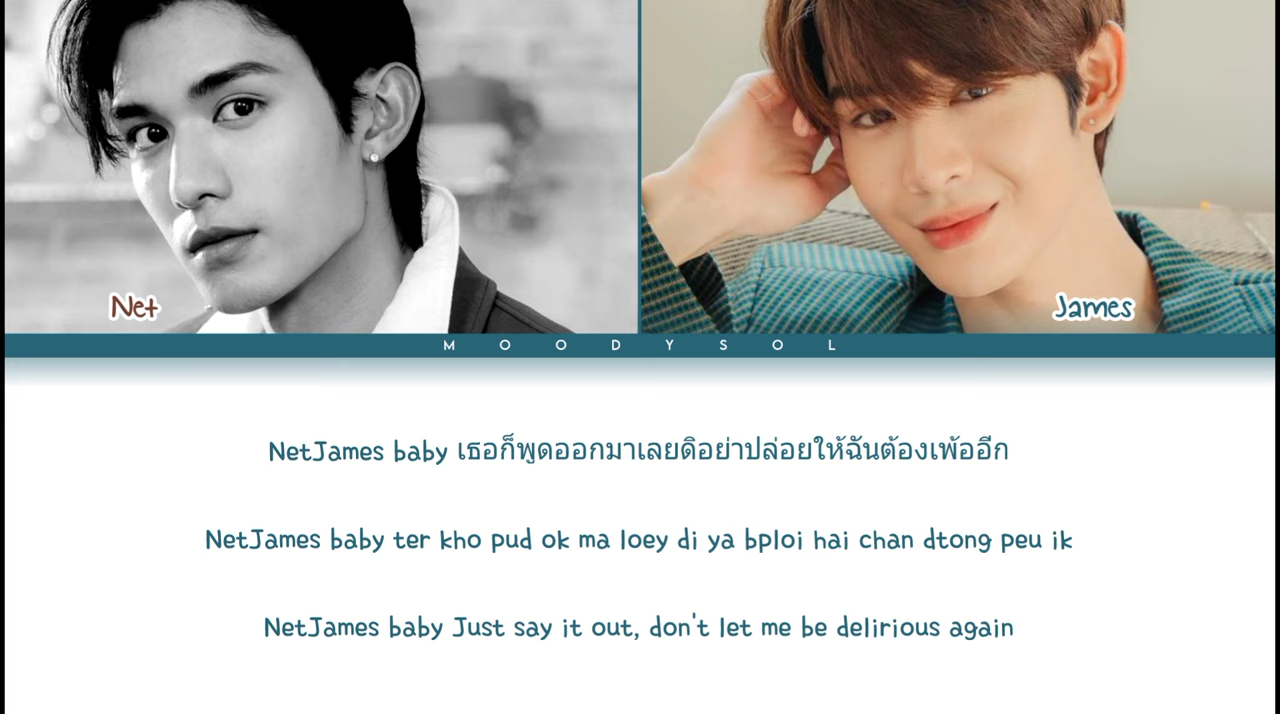 Net
James
MOODYSOL
NetJames baby เธอก็พูดออกมาเลยดิอย่าปล่อยให้ฉันต้องเพ้ออีก
NetJames baby ter kho pud ok ma loey di ya bploi hai chan dtong peu ik
NetJames baby Just say it out, don't let me be delirious again